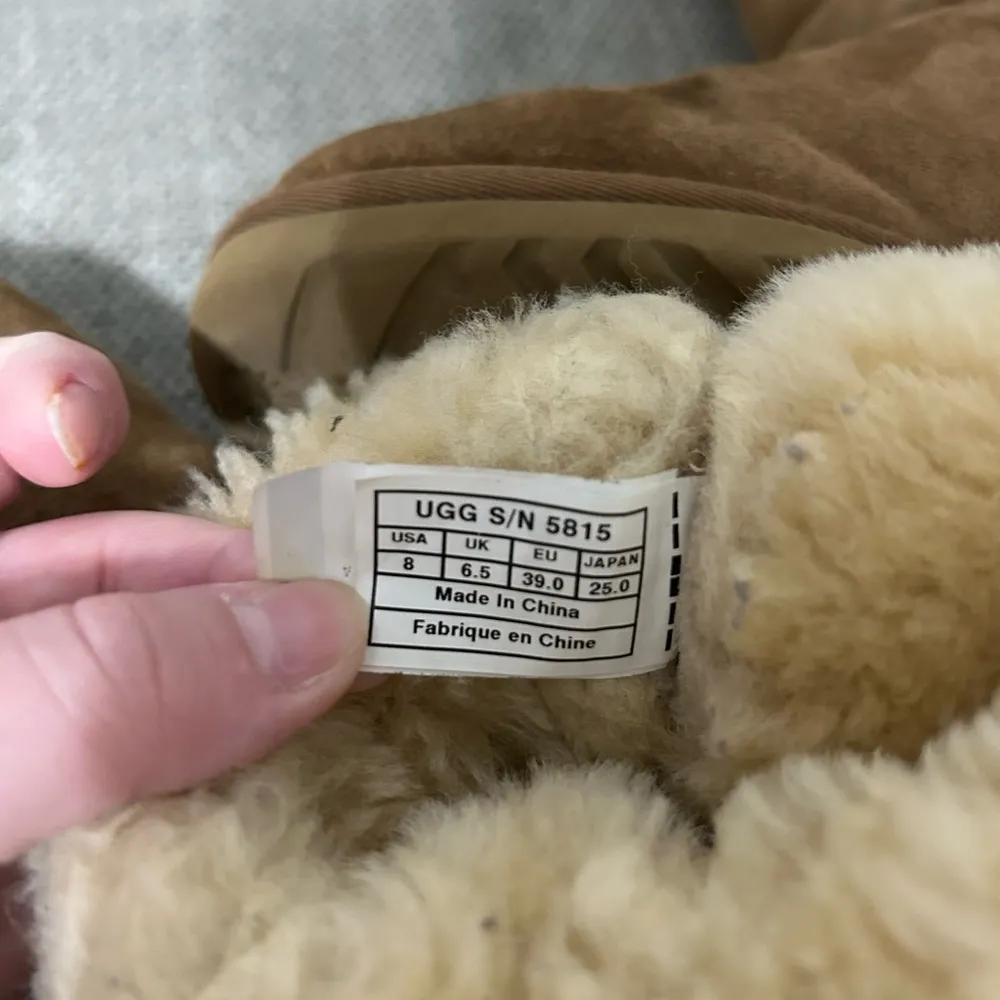 UGG S/N 5815
USA UK EU JAPAN
8 6.5 39.0 25.0
Made In China
Fabrique en Chine